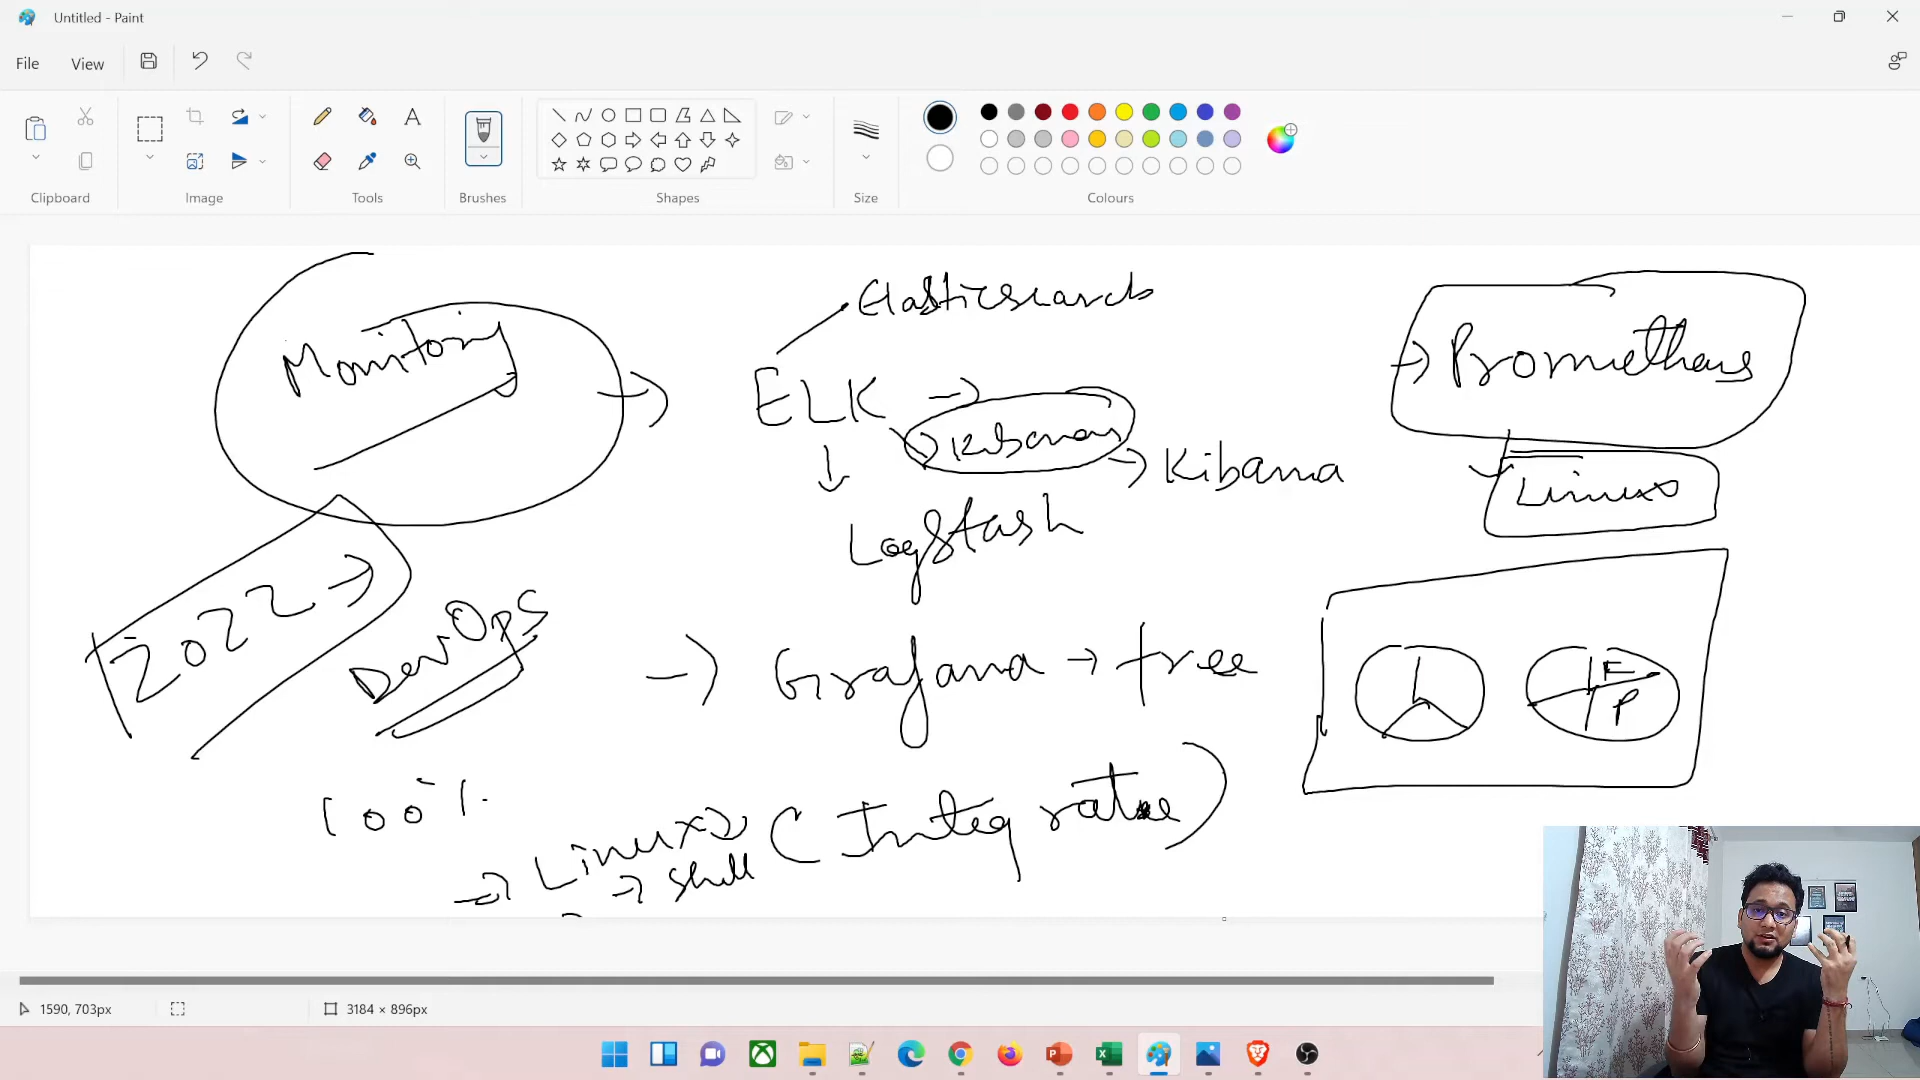 Untitled - Paint
File
View
Clipboard
Image
Tools
Brushes
Shapes
Size
Colours
Monitoring
Elasticsearch
ELK
Kibana
Kibana
Logstash
Prometheus
Linux
2022
DevOps
Grafana → free
L
F
P
100%
Linux
(Integrate)
→ Shell
1590, 703px
3184 × 896px